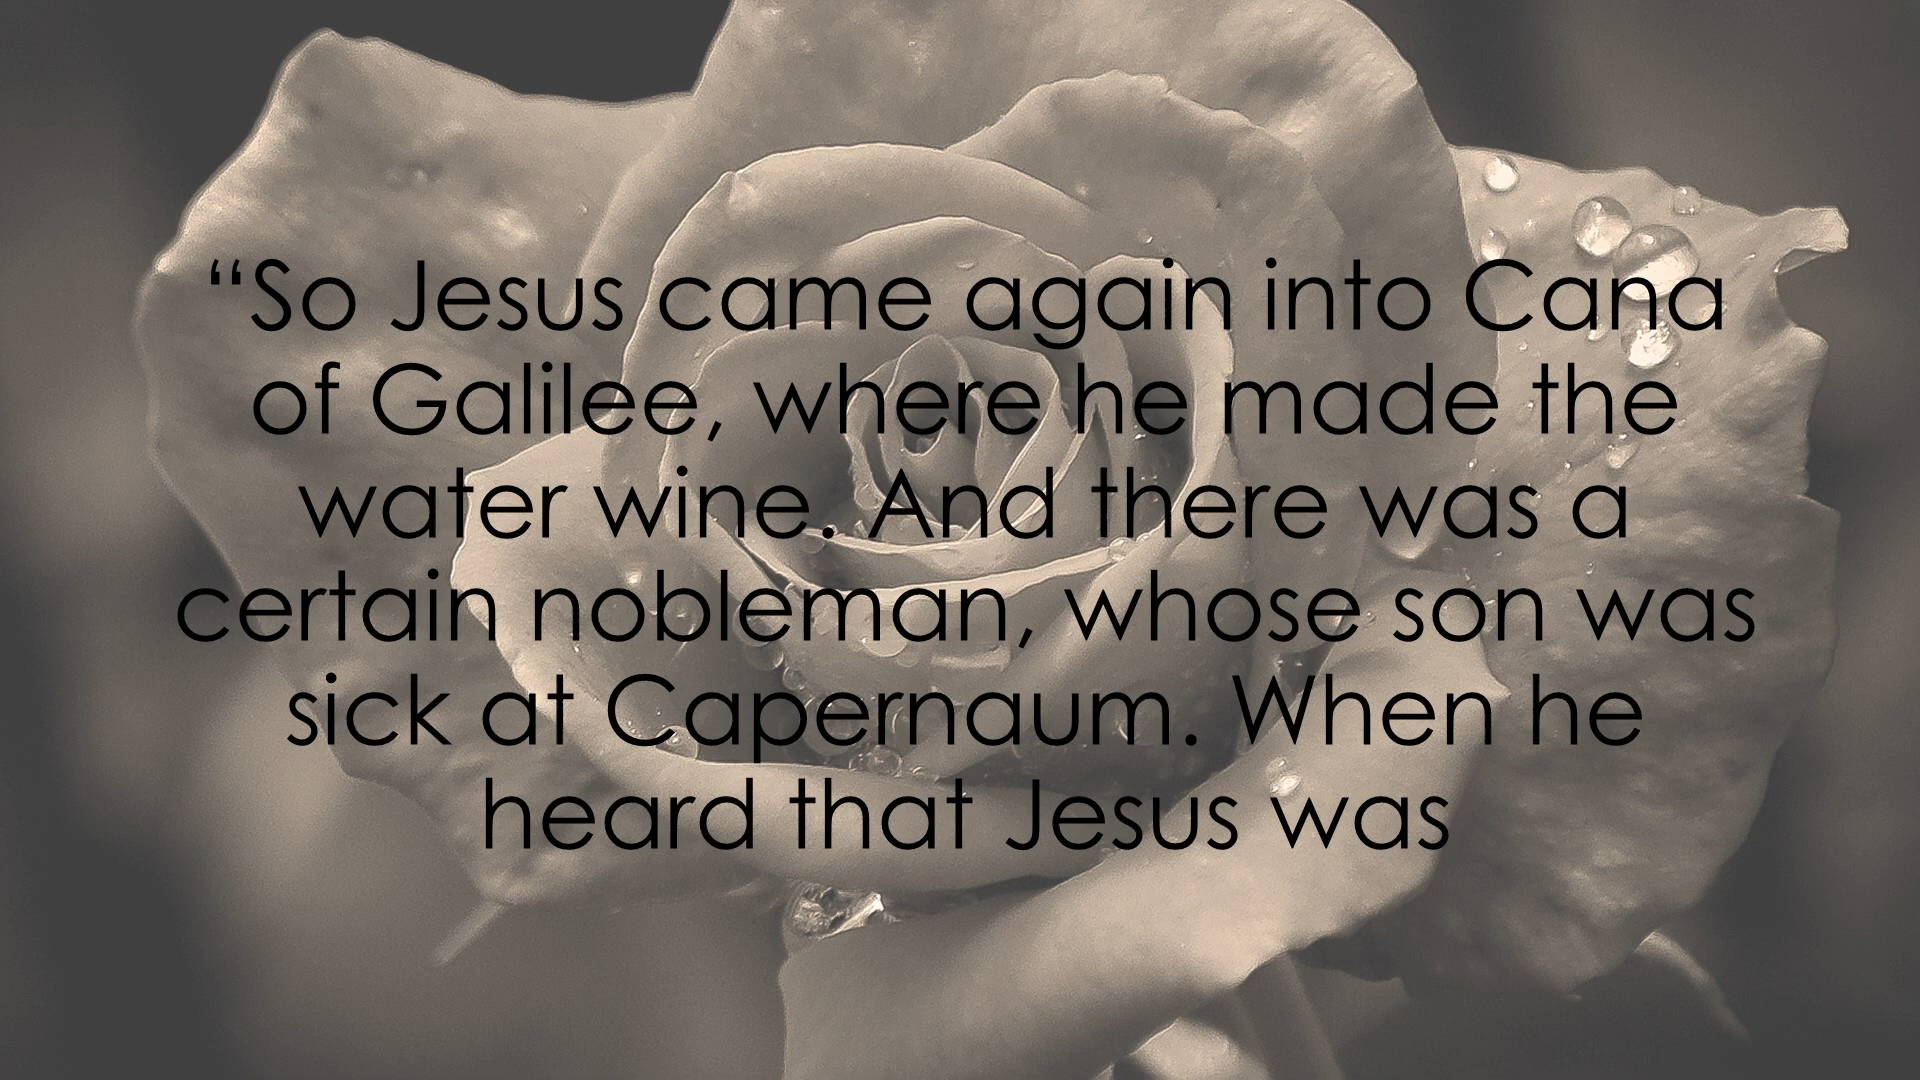 “So Jesus came again into Cana
of Galilee, where he made the
water wine. And there was a
certain nobleman, whose son was
sick at Capernaum. When he
heard that Jesus was